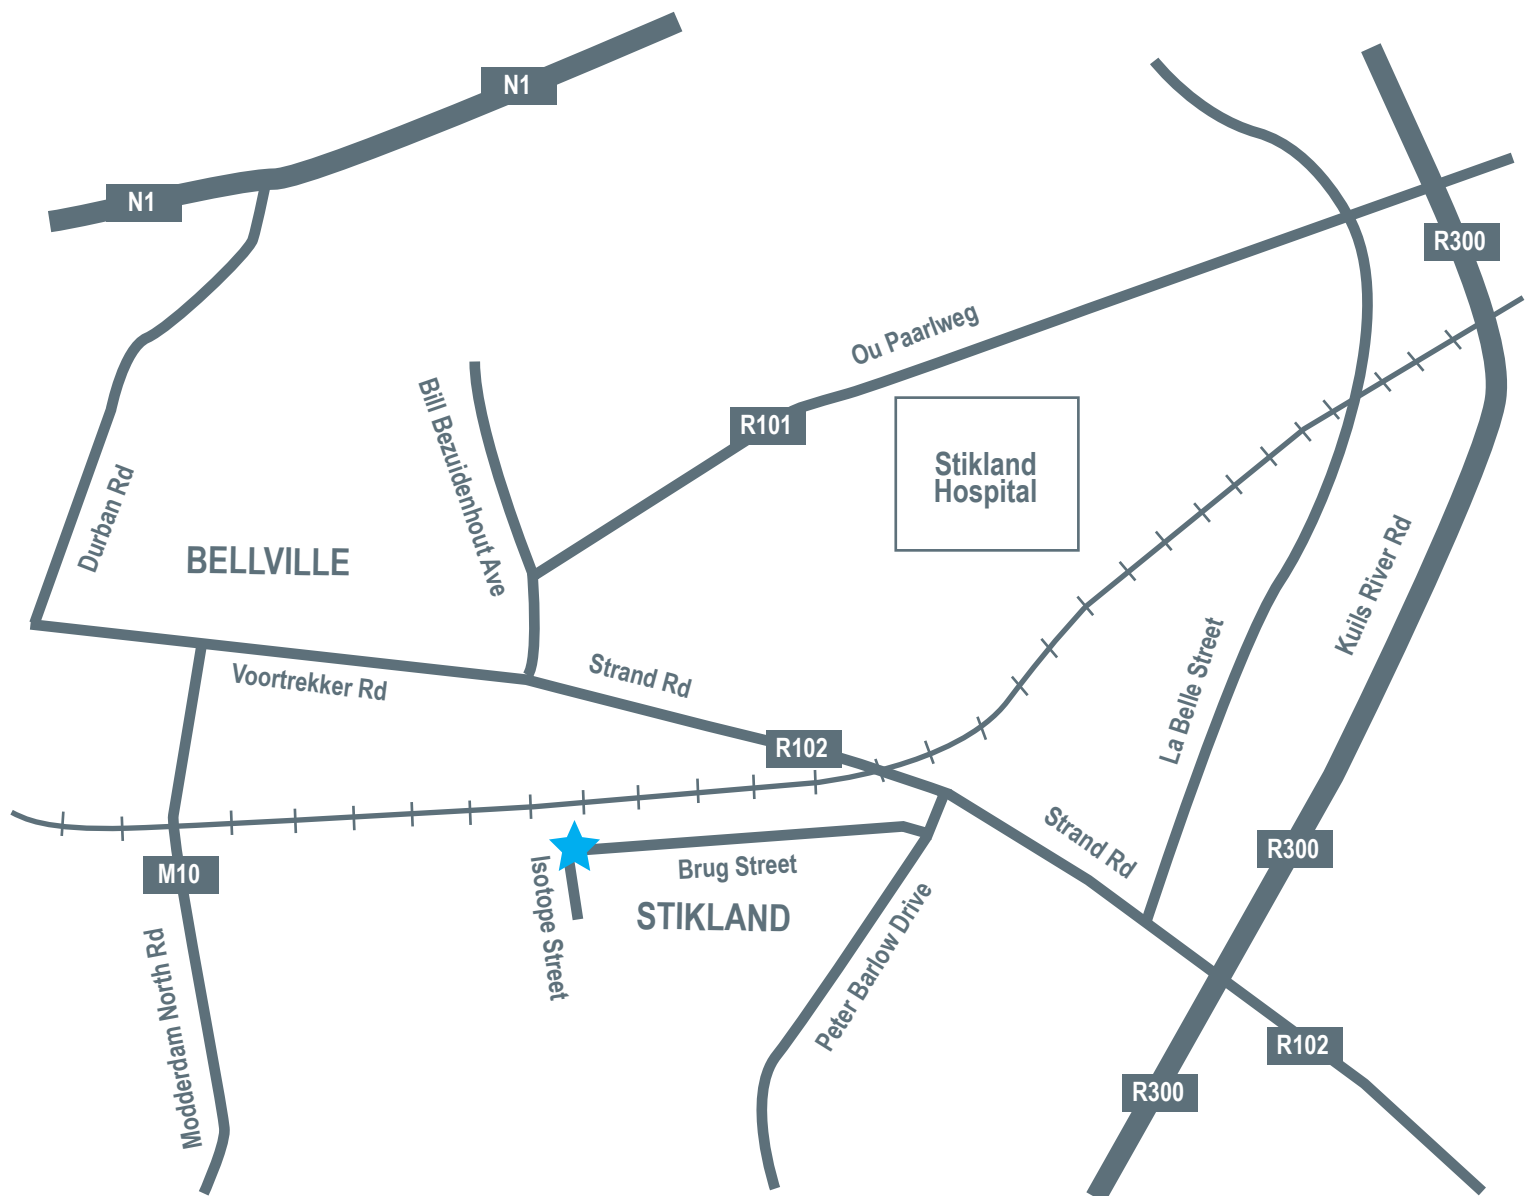 N1
N1
R300
Ou Paarlweg
Bill Bezuidenhout Ave
R101
Stikland
Hospital
Durban Rd
BELLVILLE
Kuils River Rd
Voortrekker Rd
Strand Rd
La Belle Street
R102
Strand Rd
R300
M10
Brug Street
Isotope Street
STIKLAND
Peter Barlow Drive
Modderdam North Rd
R102
R300